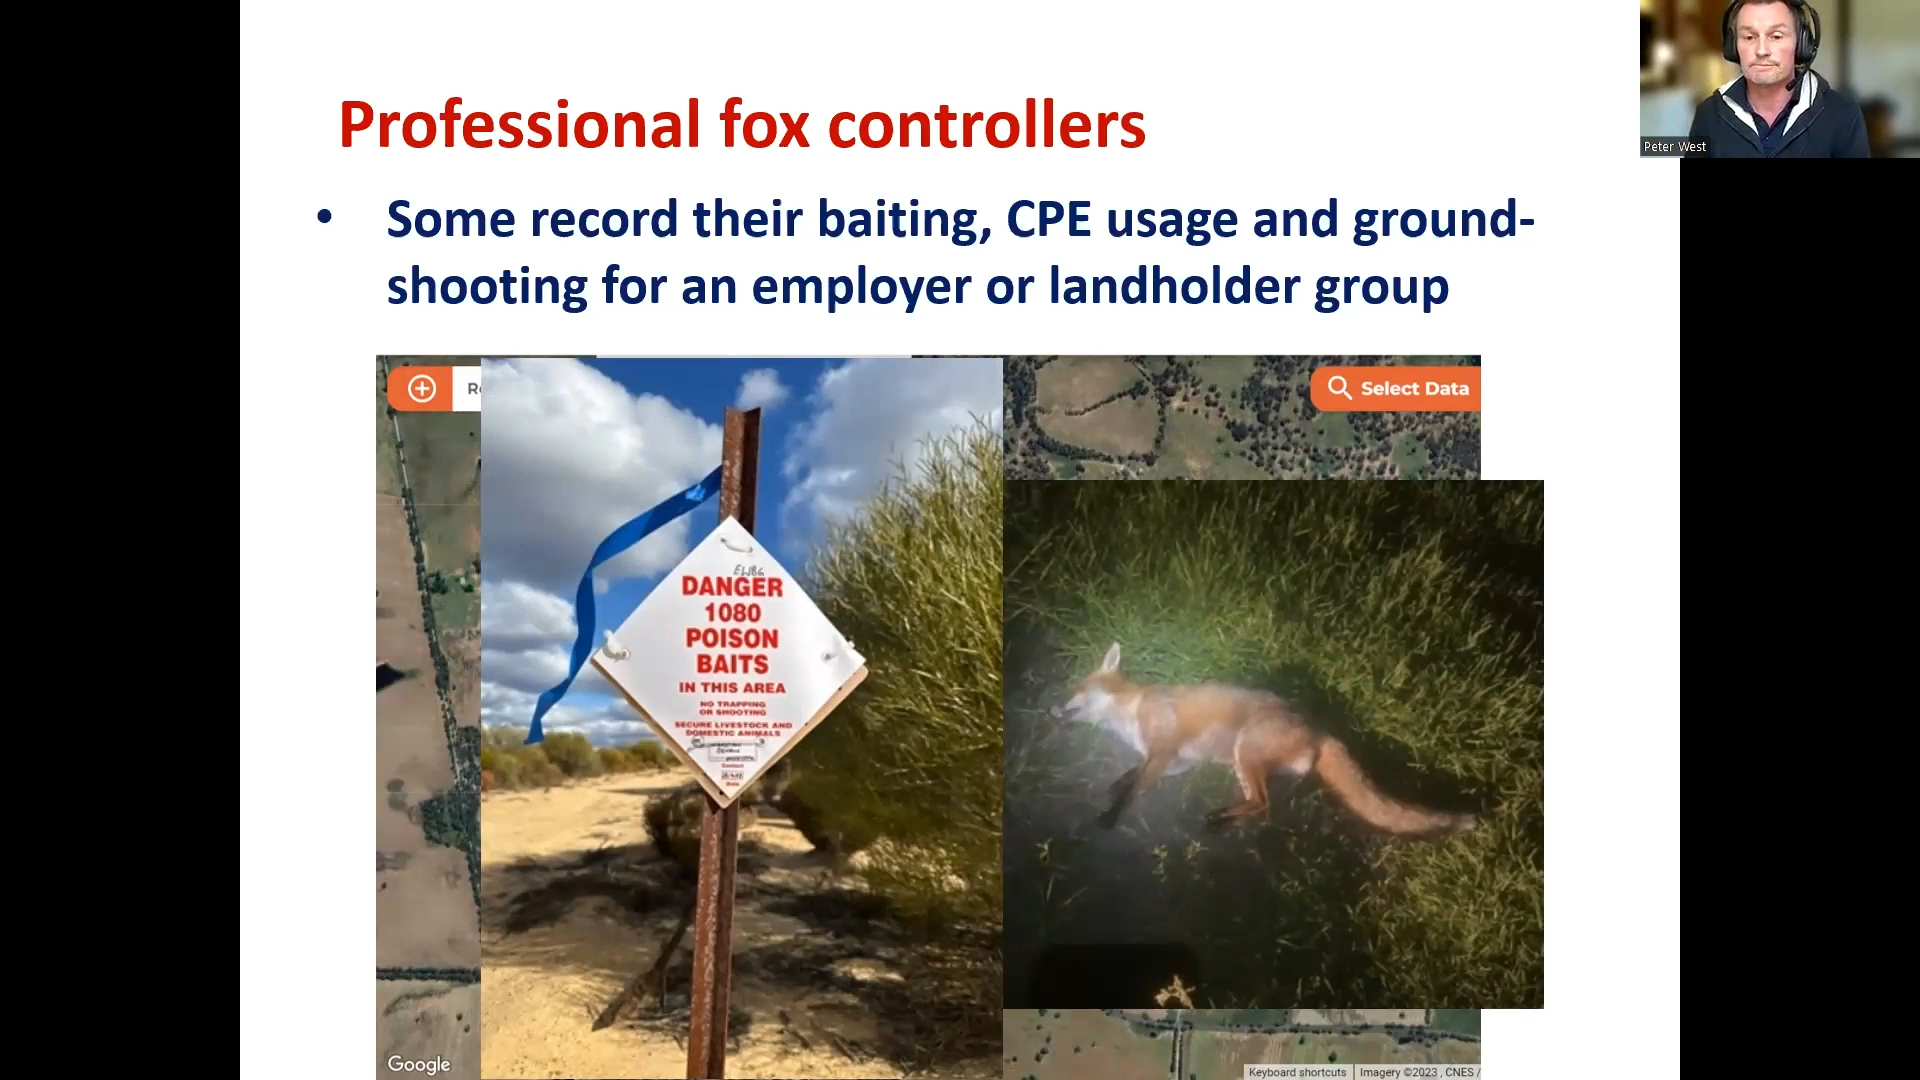 Professional fox controllers
Peter West
• Some record their baiting, CPE usage and ground-
shooting for an employer or landholder group
Select Data
EWBG
DANGER
1080
POISON
BAITS
IN THIS AREA
NO TRAPPING
OR SHOOTING
SECURE LIVESTOCK AND
DOMESTIC ANIMALS
Contact
Google
Keyboard shortcuts
Imagery ©2023 , CNES /